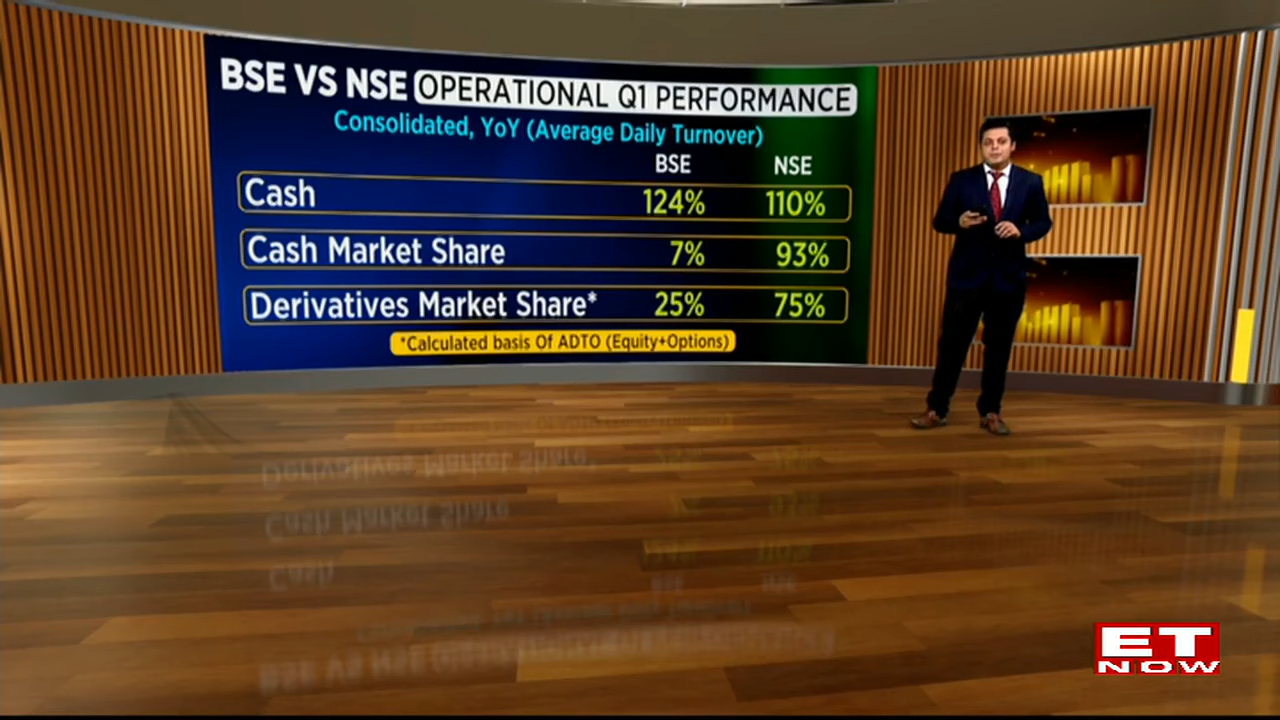 BSE VS NSE OPERATIONAL Q1 PERFORMANCE
Consolidated, YoY (Average Daily Turnover)
BSE NSE
Cash 124% 110%
Cash Market Share 7% 93%
Derivatives Market Share* 25% 75%
*Calculated basis Of ADTO (Equity+Options)
ET
NOW